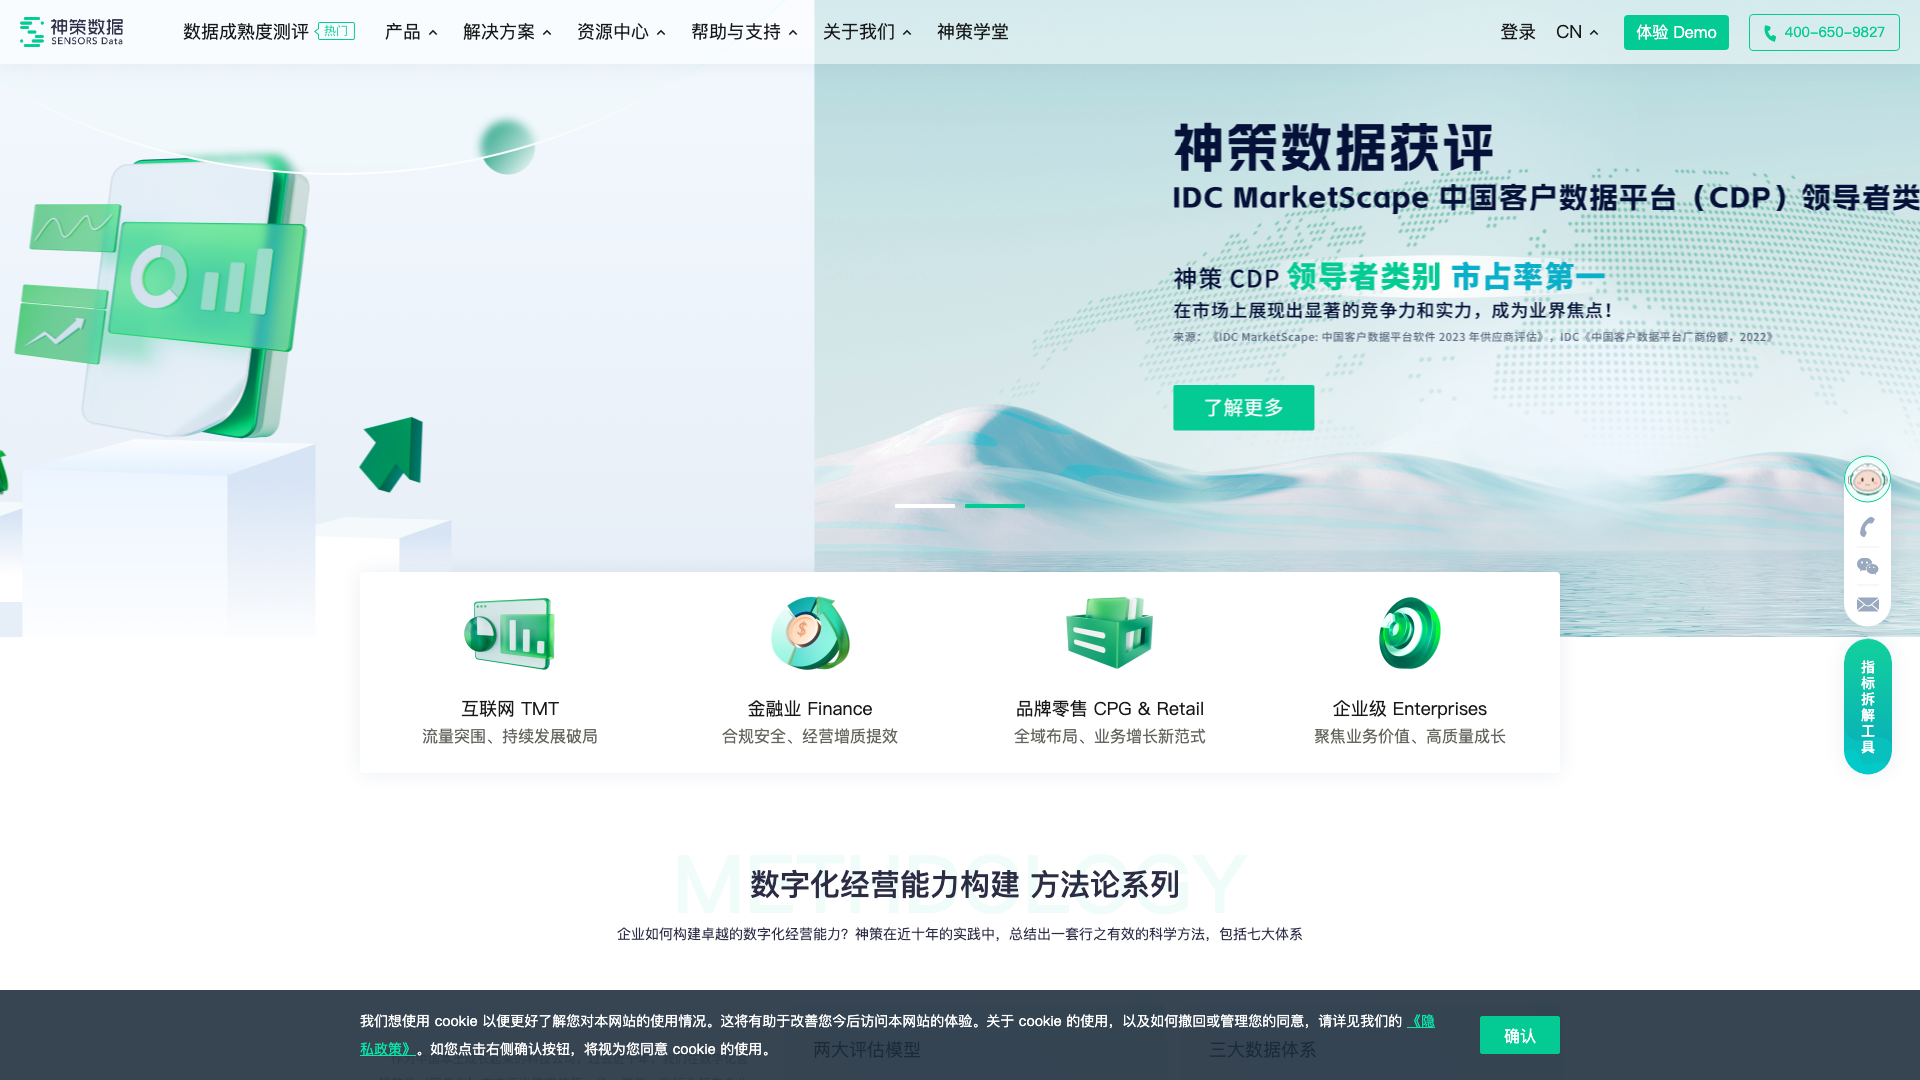 神策数据
SENSORS Data
数据成熟度测评 热门 产品 解决方案 资源中心 帮助与支持 关于我们 神策学堂 登录 CN 体验 Demo 400-650-9827
神策数据获评
IDC MarketScape 中国客户数据平台（CDP）领导者类
神策 CDP 领导者类别 市占率第一
在市场上展现出显著的竞争力和实力，成为业界焦点！
来源：《IDC MarketScape: 中国客户数据平台软件 2023 年供应商评估》，IDC《中国客户数据平台厂商份额，2022》
了解更多
互联网 TMT
流量突围、持续发展破局
金融业 Finance
合规安全、经营增质提效
品牌零售 CPG & Retail
全域布局、业务增长新范式
企业级 Enterprises
聚焦业务价值、高质量成长
指标拆解工具
METHDOLOGY
数字化经营能力构建 方法论系列
企业如何构建卓越的数字化经营能力？神策在近十年的实践中，总结出一套行之有效的科学方法，包括七大体系
我们想使用 cookie 以便更好了解您对本网站的使用情况。这将有助于改善您今后访问本网站的体验。关于 cookie 的使用，以及如何撤回或管理您的同意，请详见我们的 《隐
私政策》。如您点击右侧确认按钮，将视为您同意 cookie 的使用。
确认
两大评估模型
三大数据体系